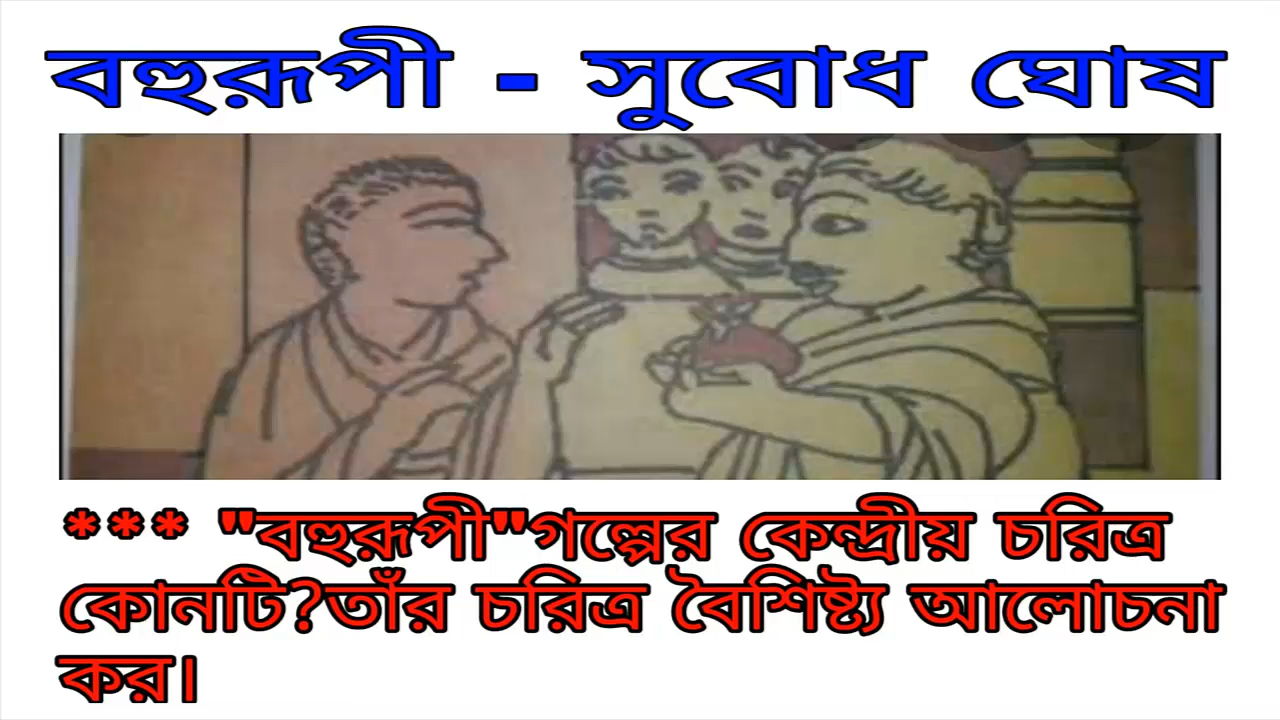 বহুরূপী - সুবোধ ঘোষ
*** "বহুরূপী"গল্পের কেন্দ্রীয় চরিত্র
কোনটি?তাঁর চরিত্র বৈশিষ্ট্য আলোচনা
কর।